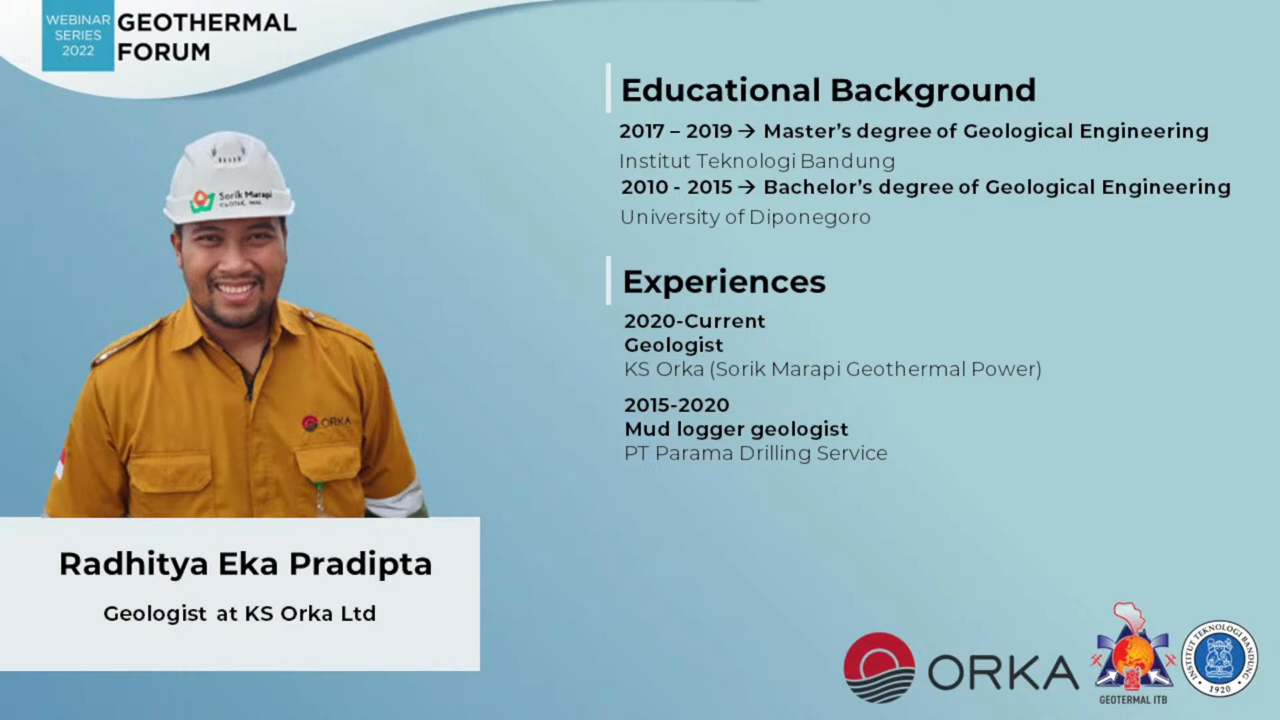 WEBINAR
SERIES
2022
GEOTHERMAL
FORUM
Educational Background
2017 – 2019 → Master's degree of Geological Engineering
Institut Teknologi Bandung
2010 - 2015 → Bachelor's degree of Geological Engineering
University of Diponegoro
Experiences
2020-Current
Geologist
KS Orka (Sorik Marapi Geothermal Power)
2015-2020
Mud logger geologist
PT Parama Drilling Service
Sorik Marapi
ORKA
Radhitya Eka Pradipta
Geologist at KS Orka Ltd
ORKA
GEOTERMAL ITB
INSTITUT TEKNOLOGI BANDUNG
1920